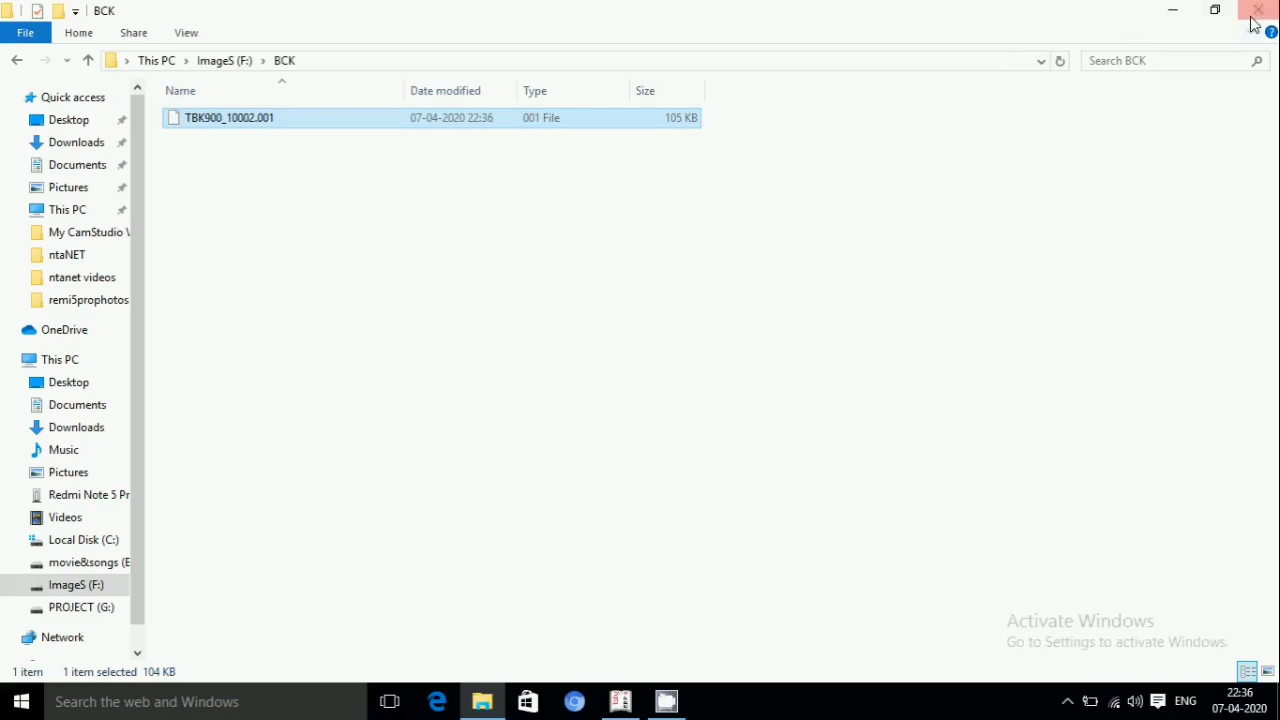 BCK
File Home Share View
This PC ImageS (F:) BCK
Search BCK
Name Date modified Type Size
TBK900_10002.001 07-04-2020 22:36 001 File 105 KB
Quick access
Desktop
Downloads
Documents
Pictures
This PC
My CamStudio V
ntaNET
ntanet videos
remi5prophotos
OneDrive
This PC
Desktop
Documents
Downloads
Music
Pictures
Redmi Note 5 Pr
Videos
Local Disk (C:)
movie&songs (E
ImageS (F:)
PROJECT (G:)
Network
Activate Windows
Go to Settings to activate Windows.
1 item 1 item selected 104 KB
Search the web and Windows
ENG
22:36
07-04-2020